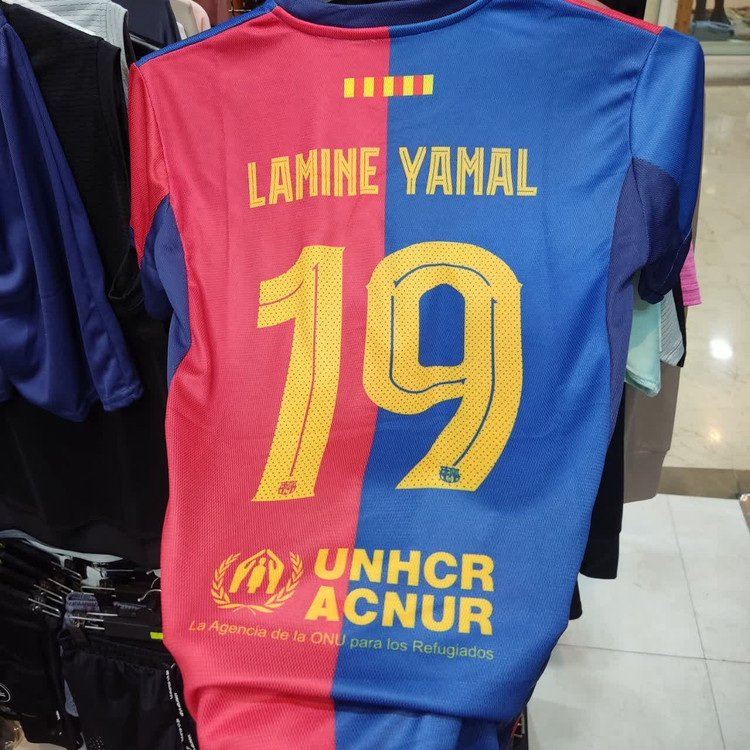 LAMINE YAMAL
19
UNHCR
ACNUR
La Agencia de la ONU para los Refugiados